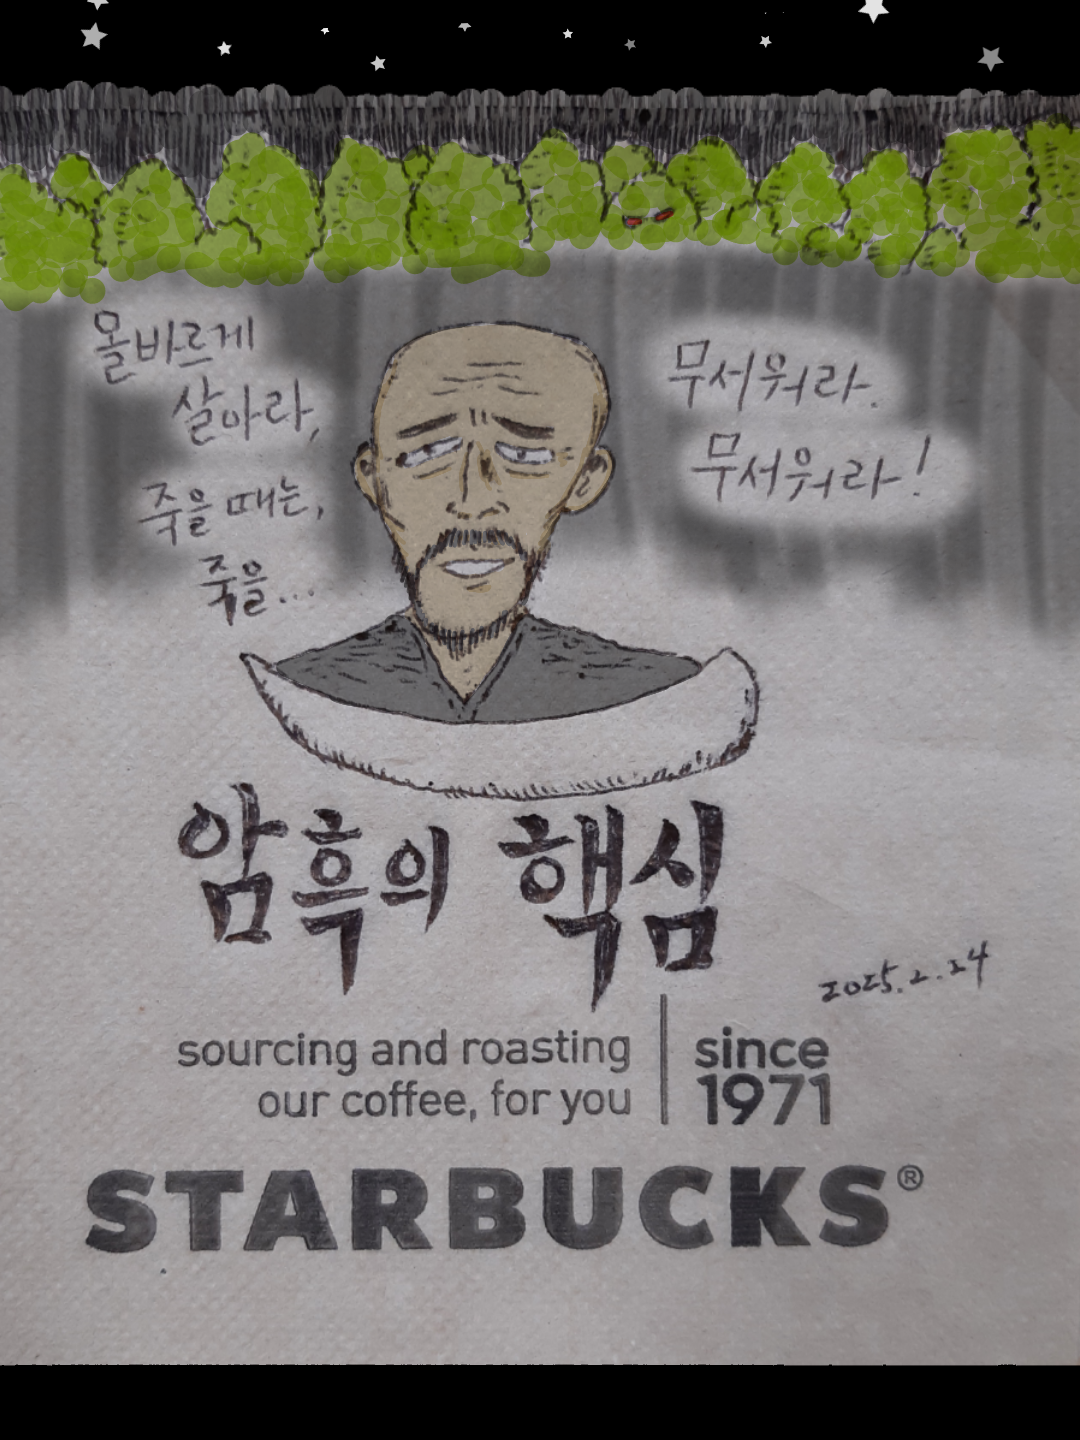 올바르게
살아라,
죽을 때는,
죽을...
무서워라.
무서워라!
암흑의 핵심
2025.2.24
sourcing and roasting
our coffee, for you
since
1971
STARBUCKS®